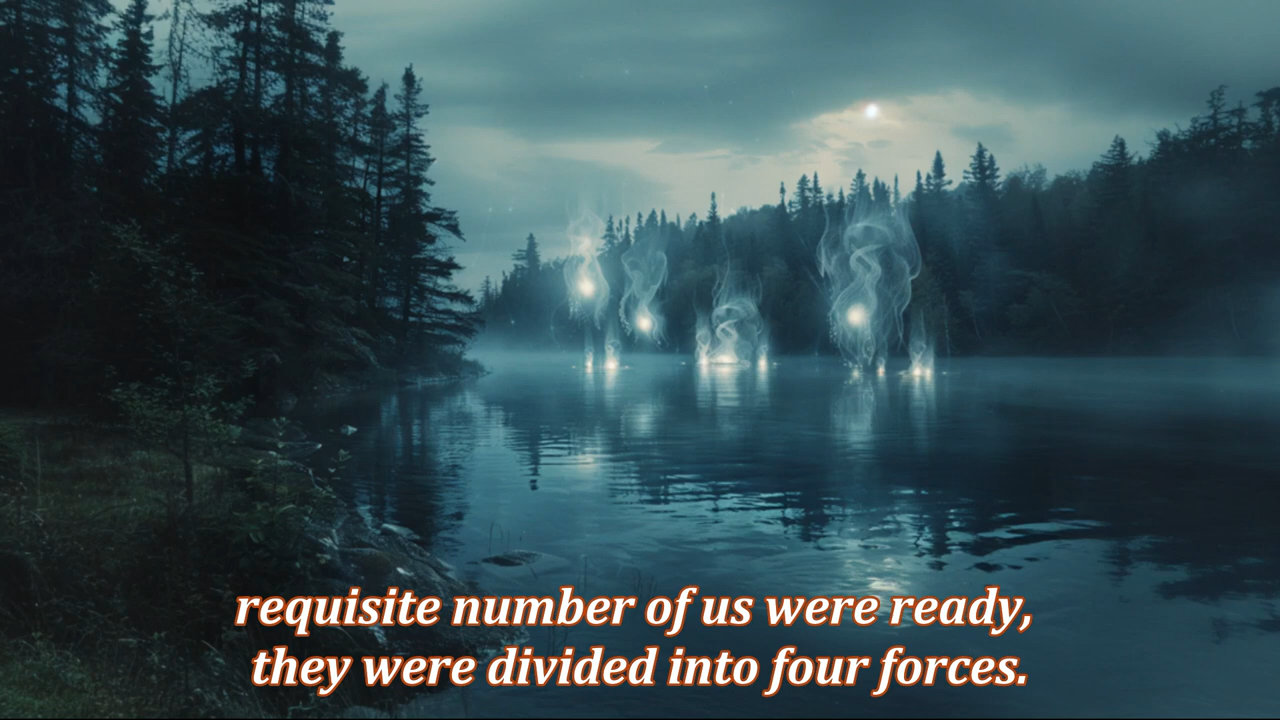 requisite number of us were ready,
they were divided into four forces.